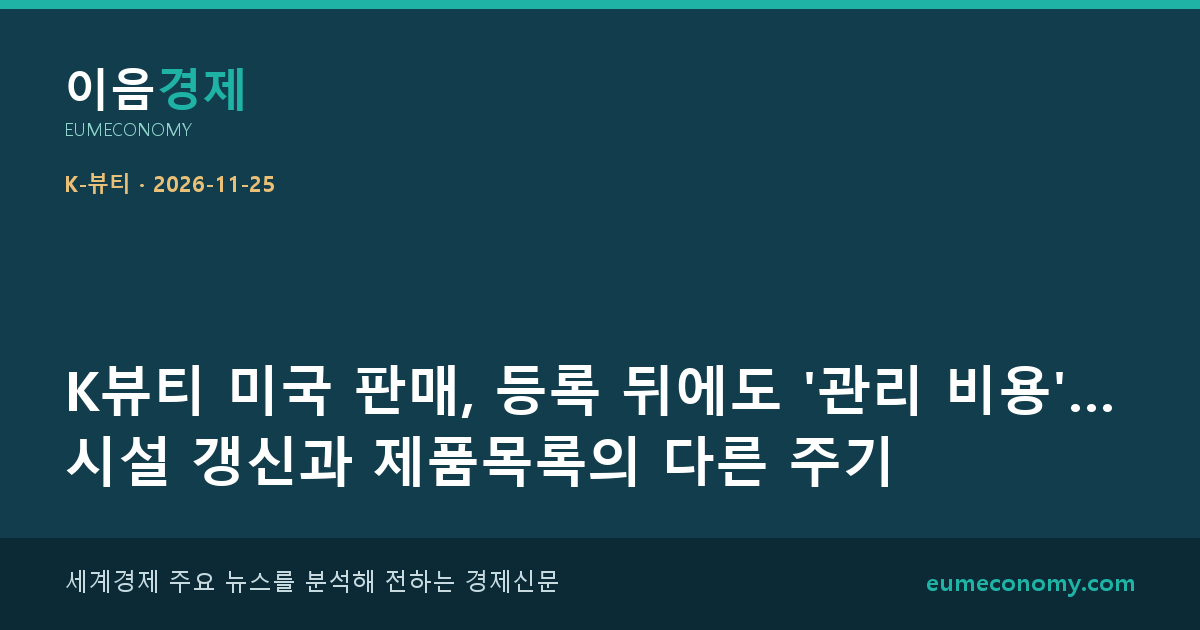 이음경제
EUMECONOMY
K-뷰티 · 2026-11-25
K뷰티 미국 판매, 등록 뒤에도 '관리 비용'...
시설 갱신과 제품목록의 다른 주기
세계경제 주요 뉴스를 분석해 전하는 경제신문
eumeconomy.com